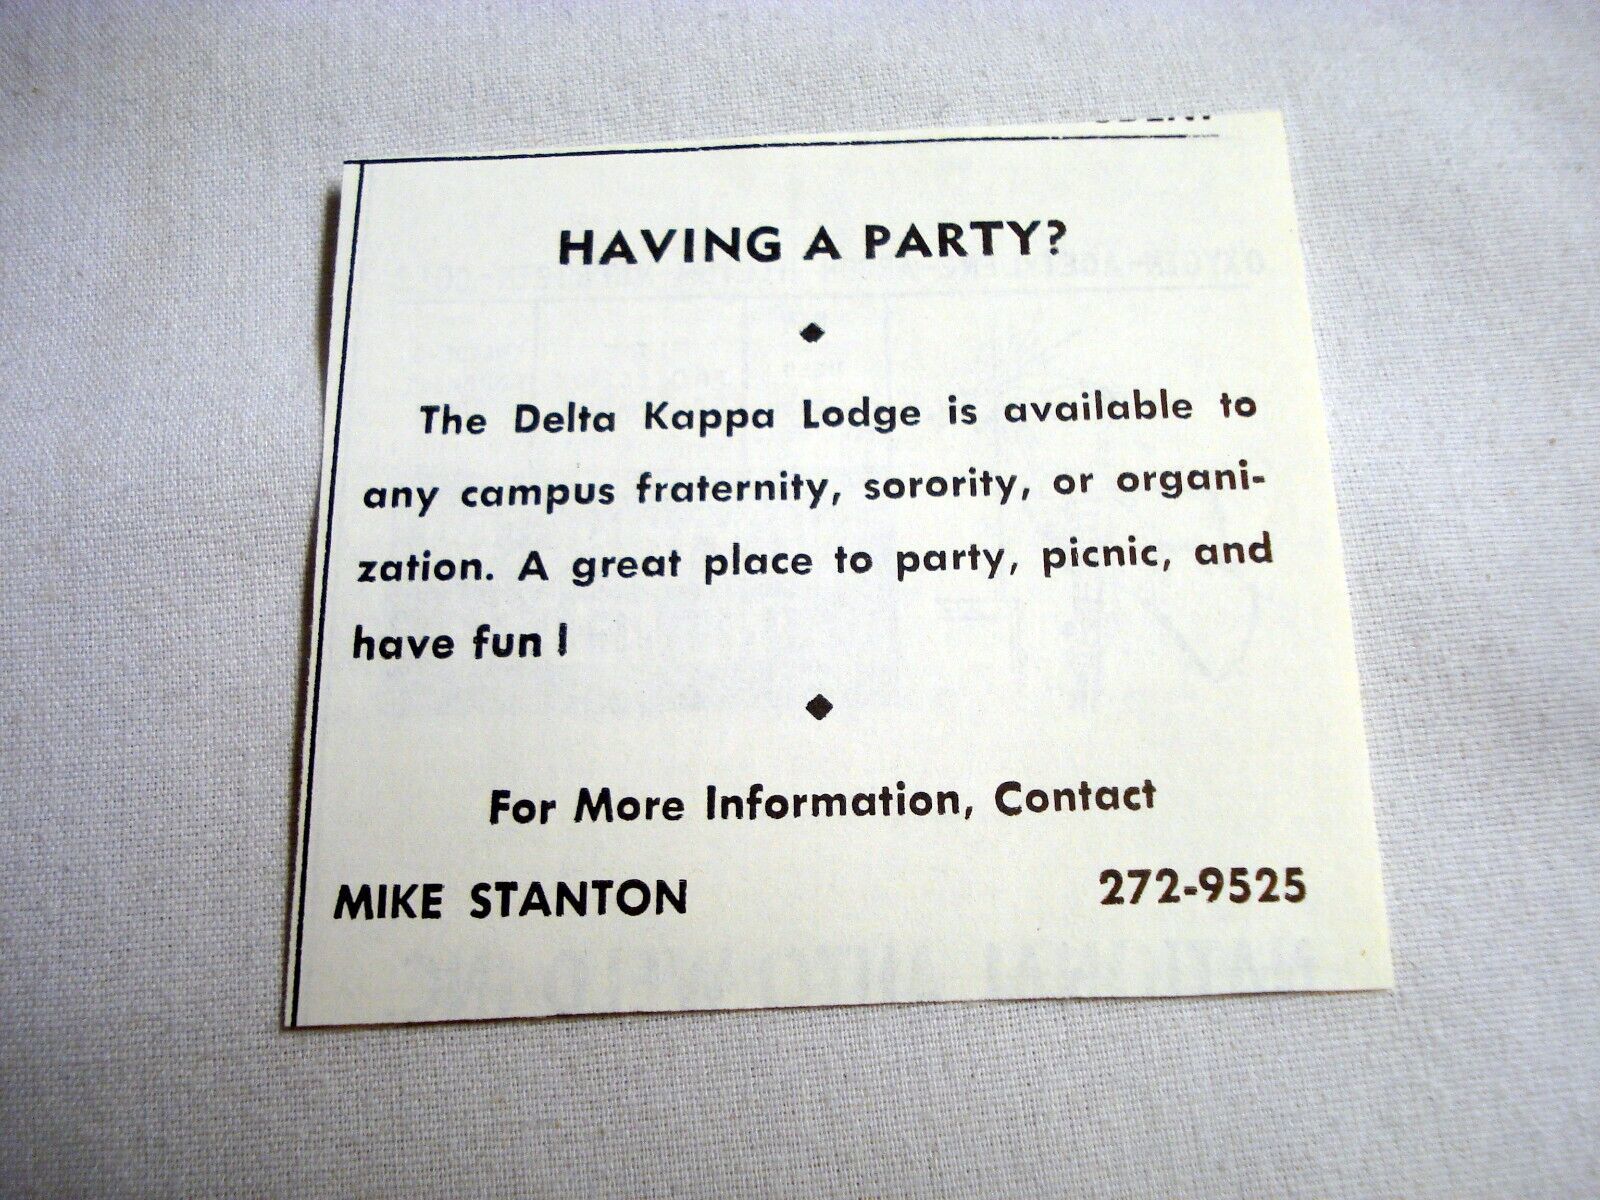 HAVING A PARTY?
The Delta Kappa Lodge is available to
any campus fraternity, sorority, or organi-
zation. A great place to party, picnic, and
have fun!
For More Information, Contact
MIKE STANTON 272-9525